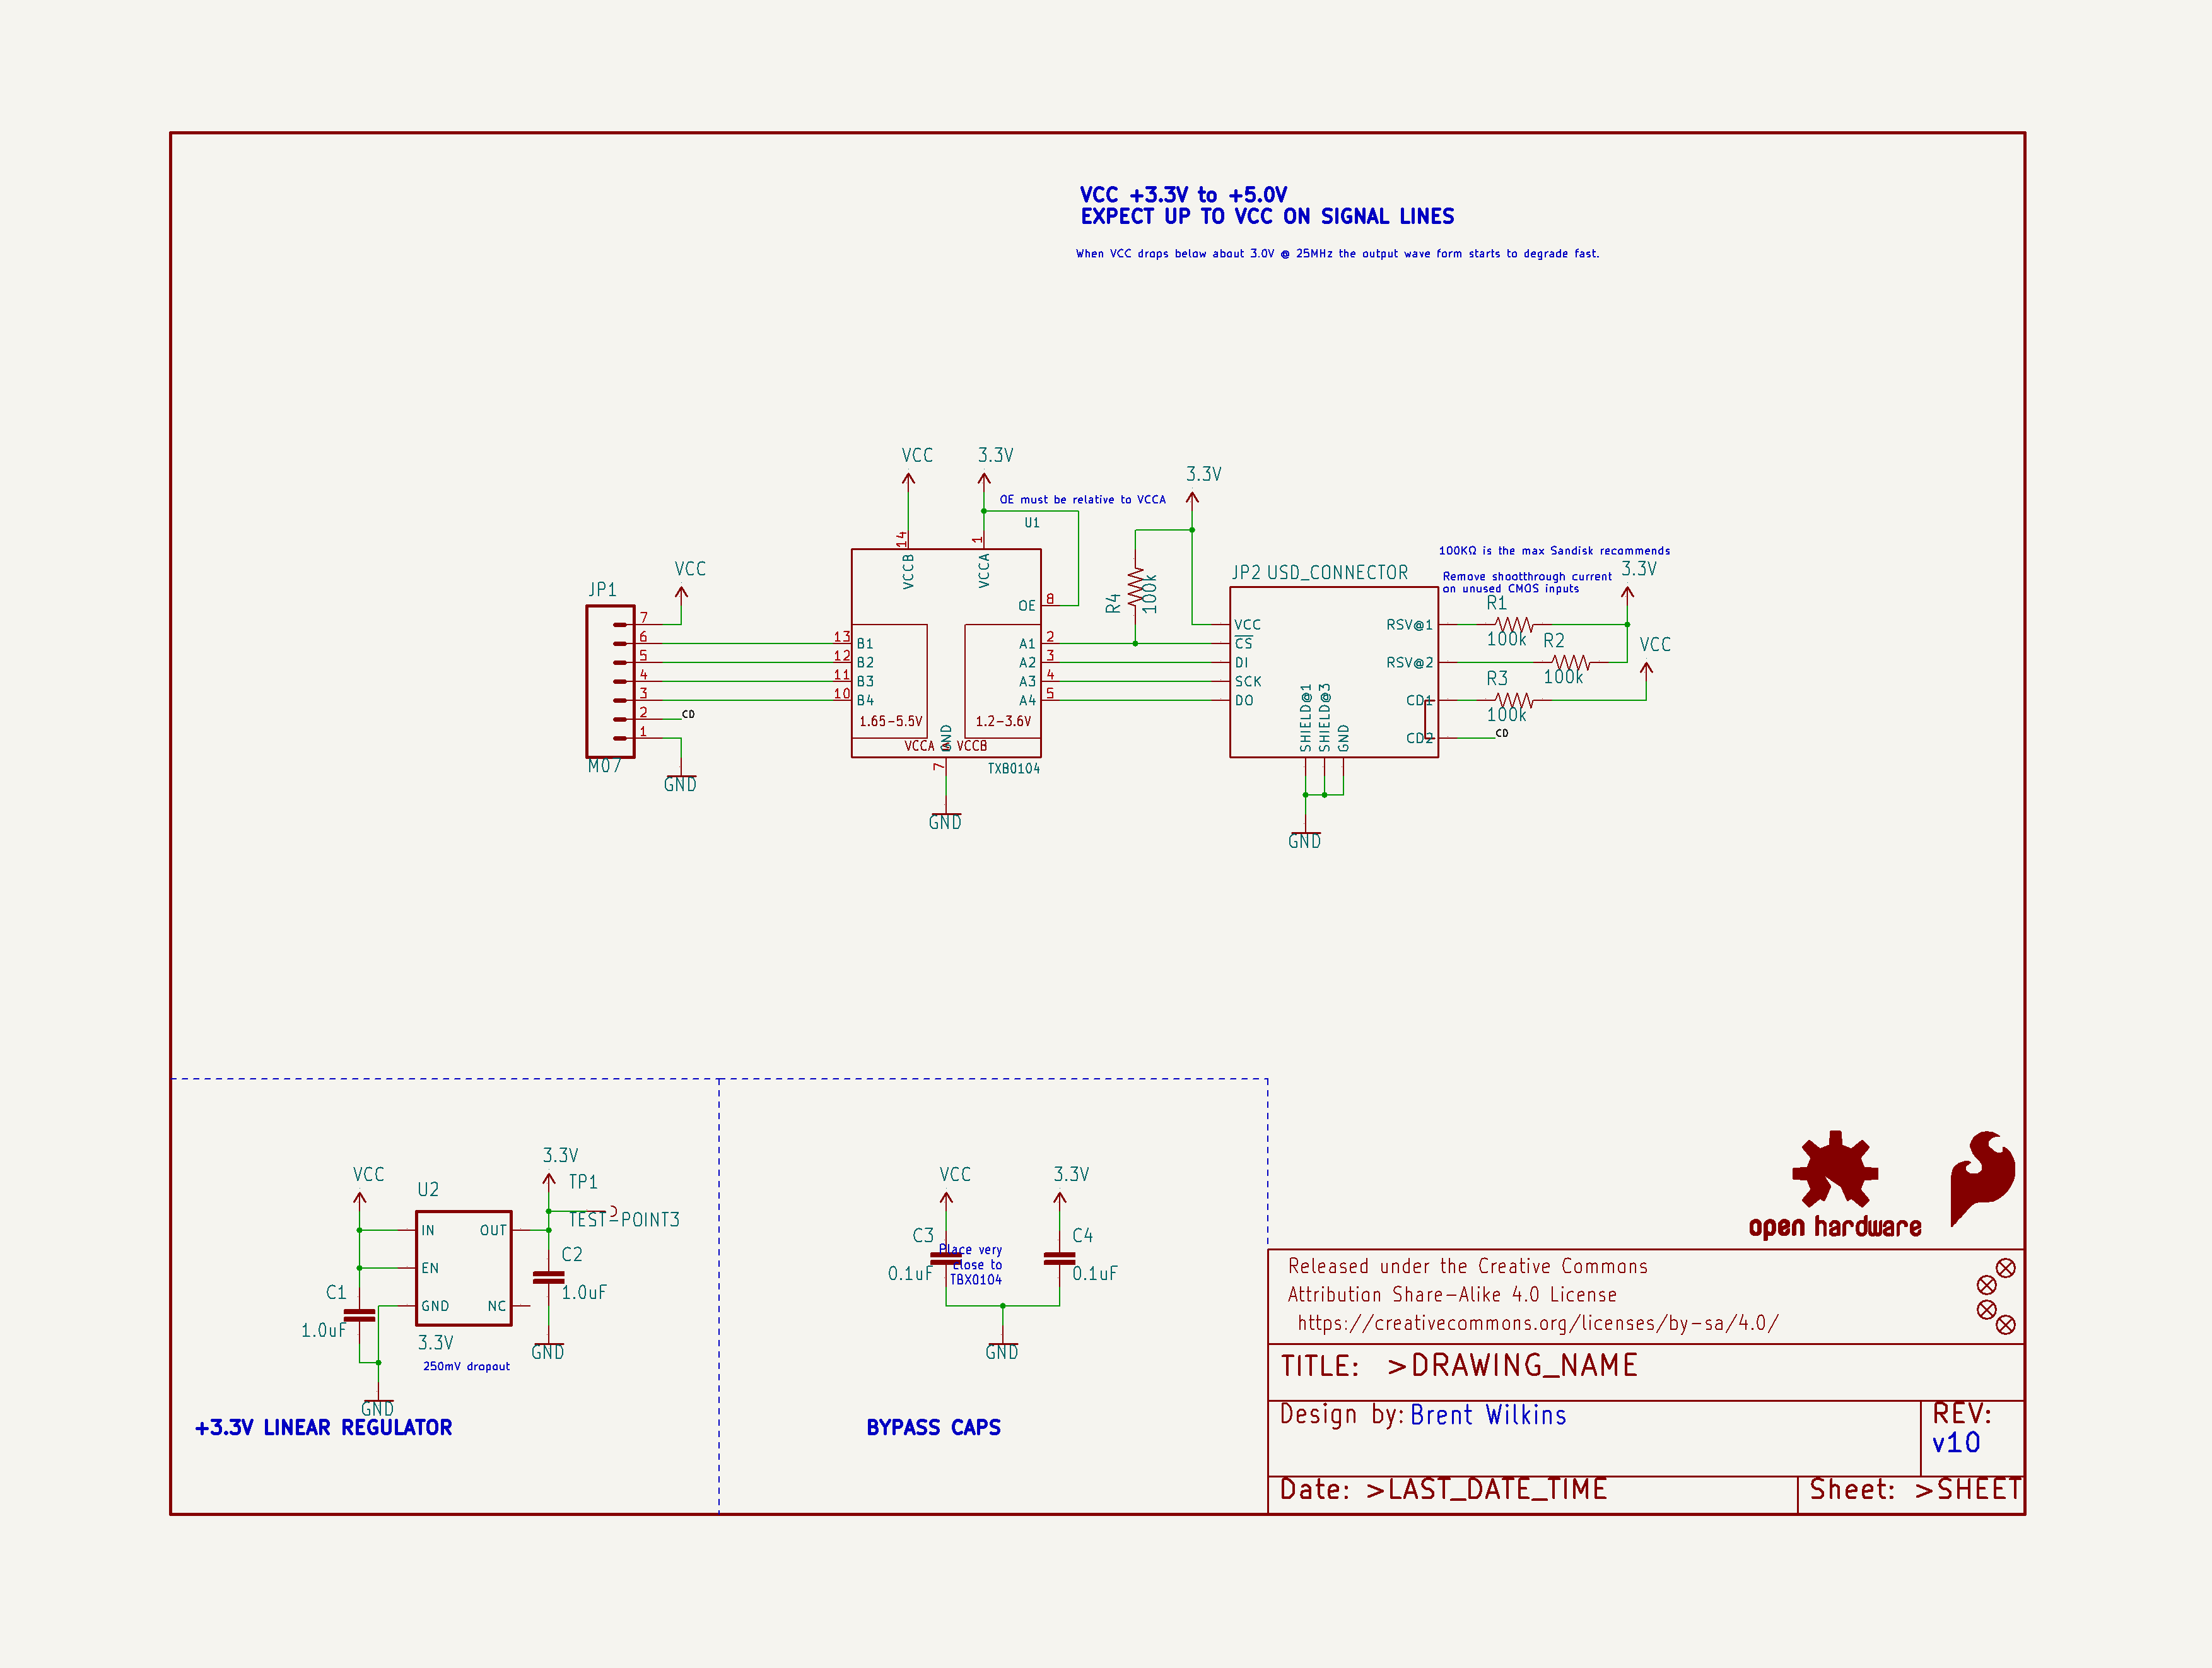 VCC +3.3V to +5.0V
EXPECT UP TO VCC ON SIGNAL LINES
When VCC drops below about 3.0V @ 25MHz the output wave form starts to degrade fast.
VCC
3.3V
3.3V
OE must be relative to VCCA
U1
14
1
VCCB
VCCA
OE
8
B1
B2
B3
B4
13
12
11
10
A1
A2
A3
A4
2
3
4
5
1.65-5.5V
1.2-3.6V
VCCA @ VCCB
GND
7
TXB0104
GND
JP1
VCC
7
6
5
4
3
2
1
CD
M07
GND
R4
100k
JP2 USD_CONNECTOR
VCC
CS
DI
SCK
DO
SHIELD@1
SHIELD@3
GND
RSV@1
RSV@2
CD1
CD2
GND
100KΩ is the max Sandisk recommends
Remove shootthrough current
on unused CMOS inputs
3.3V
R1
100k
R2
100k
VCC
R3
100k
CD
VCC
U2
3.3V
TP1
TEST-POINT3
IN
OUT
EN
GND
NC
C1
1.0uF
C2
1.0uF
3.3V
250mV dropout
GND
GND
+3.3V LINEAR REGULATOR
VCC
3.3V
C3
0.1uF
Place very
close to
TBX0104
C4
0.1uF
GND
BYPASS CAPS
open hardware
Released under the Creative Commons
Attribution Share-Alike 4.0 License
https://creativecommons.org/licenses/by-sa/4.0/
TITLE: >DRAWING_NAME
Design by: Brent Wilkins
REV:
v10
Date: >LAST_DATE_TIME
Sheet: >SHEET